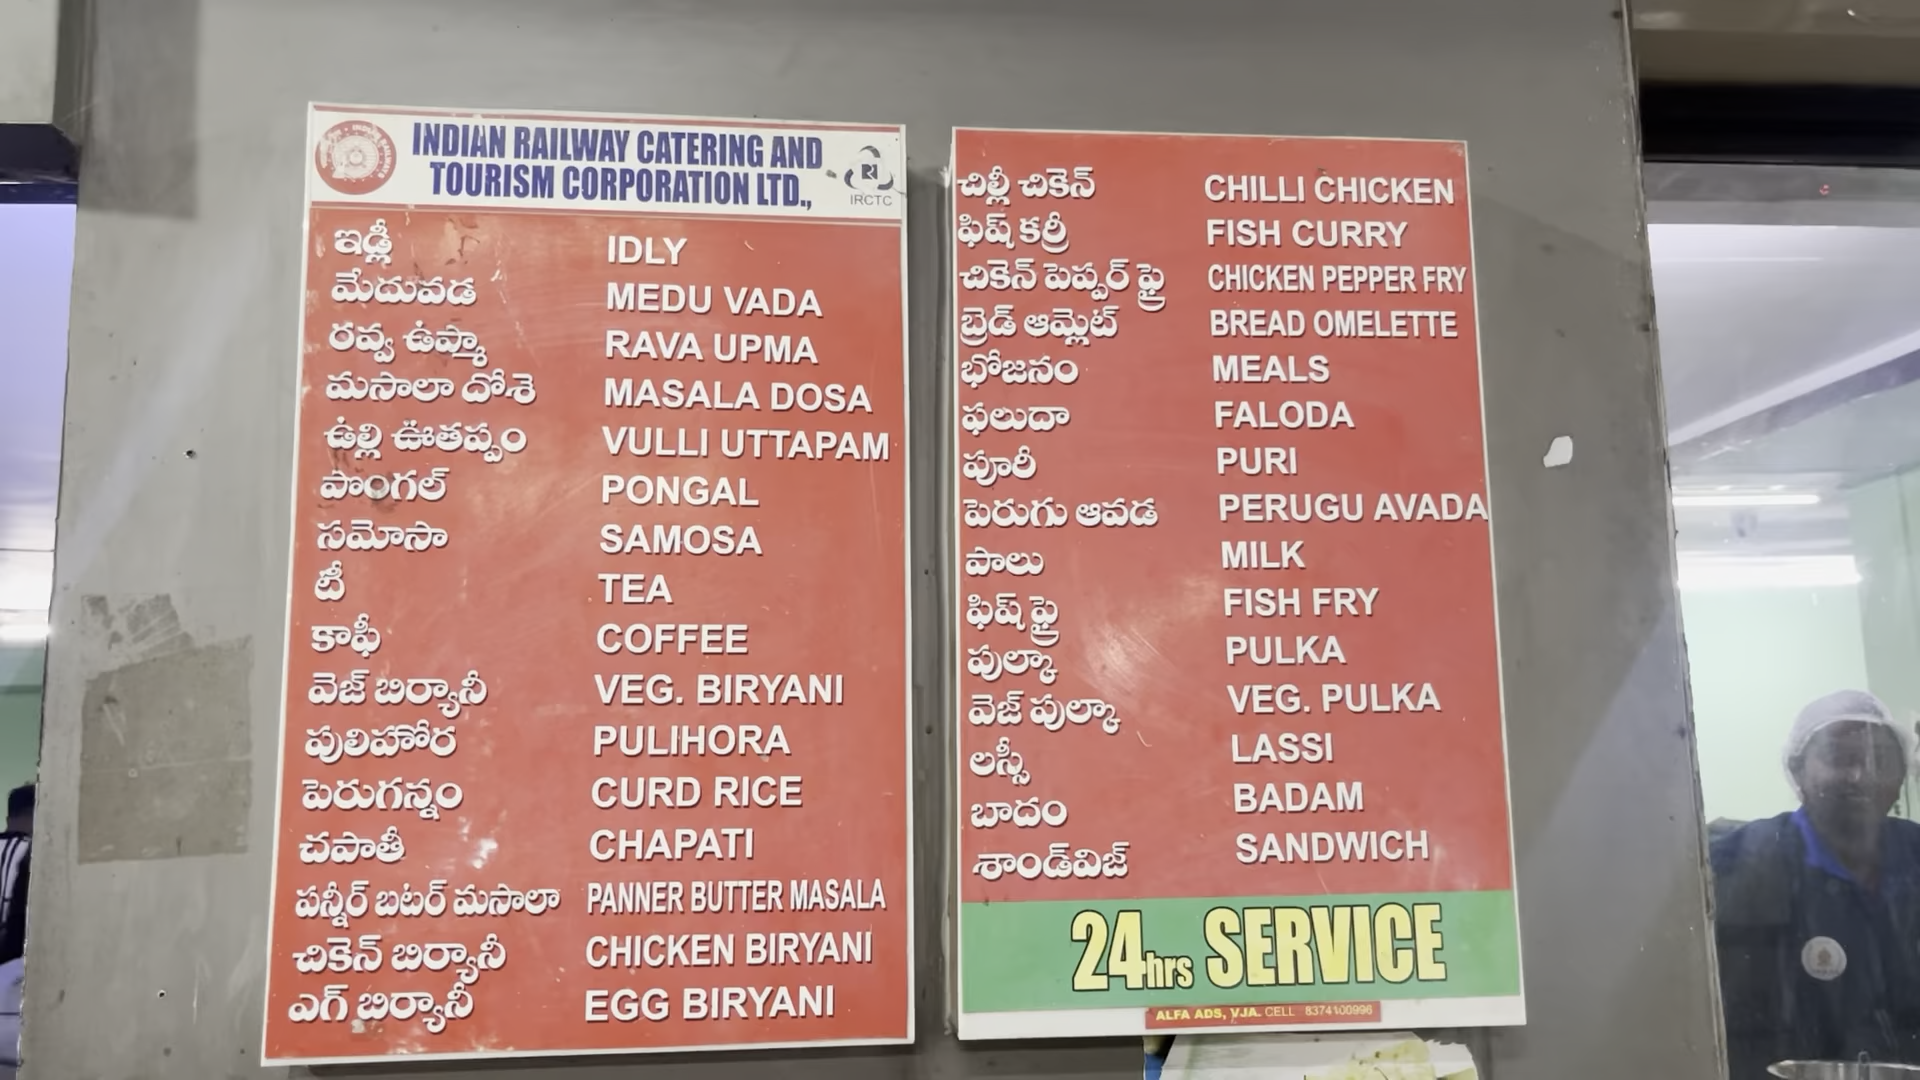 INDIAN RAILWAY CATERING AND
TOURISM CORPORATION LTD.,
IRCTC
ఇడ్లీ IDLY
మేదువడ MEDU VADA
రవ్వ ఉప్మా RAVA UPMA
మసాలా దోశె MASALA DOSA
ఉల్లి ఊతప్పం VULLI UTTAPAM
పొంగల్ PONGAL
సమోసా SAMOSA
టీ TEA
కాఫీ COFFEE
వెజ్ బిర్యానీ VEG. BIRYANI
పులిహోర PULIHORA
పెరుగన్నం CURD RICE
చపాతీ CHAPATI
పన్నీర్ బటర్ మసాలా PANNER BUTTER MASALA
చికెన్ బిర్యానీ CHICKEN BIRYANI
ఎగ్ బిర్యానీ EGG BIRYANI
చిల్లీ చికెన్ CHILLI CHICKEN
ఫిష్ కర్రీ FISH CURRY
చికెన్ పెప్పర్ ఫ్రై CHICKEN PEPPER FRY
బ్రెడ్ ఆమ్లెట్ BREAD OMELETTE
భోజనం MEALS
ఫలుదా FALODA
పూరీ PURI
పెరుగు ఆవడ PERUGU AVADA
పాలు MILK
ఫిష్ ఫ్రై FISH FRY
పుల్కా PULKA
వెజ్ పుల్కా VEG. PULKA
లస్సీ LASSI
బాదం BADAM
శాండ్‌విజ్ SANDWICH
24hrs SERVICE
ALFA ADS, VJA. CELL 8374100996